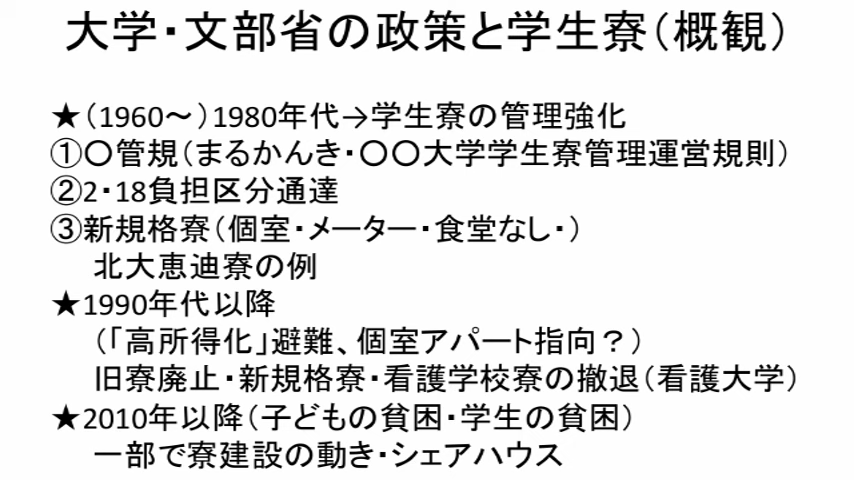 大学・文部省の政策と学生寮（概観）
★（1960～）1980年代→学生寮の管理強化
①〇管規（まるかんき・〇〇大学学生寮管理運営規則）
②2・18負担区分通達
③新規格寮（個室・メーター・食堂なし・）
北大恵迪寮の例
★1990年代以降
（「高所得化」避難、個室アパート指向？）
旧寮廃止・新規格寮・看護学校寮の撤退（看護大学）
★2010年以降（子どもの貧困・学生の貧困）
一部で寮建設の動き・シェアハウス